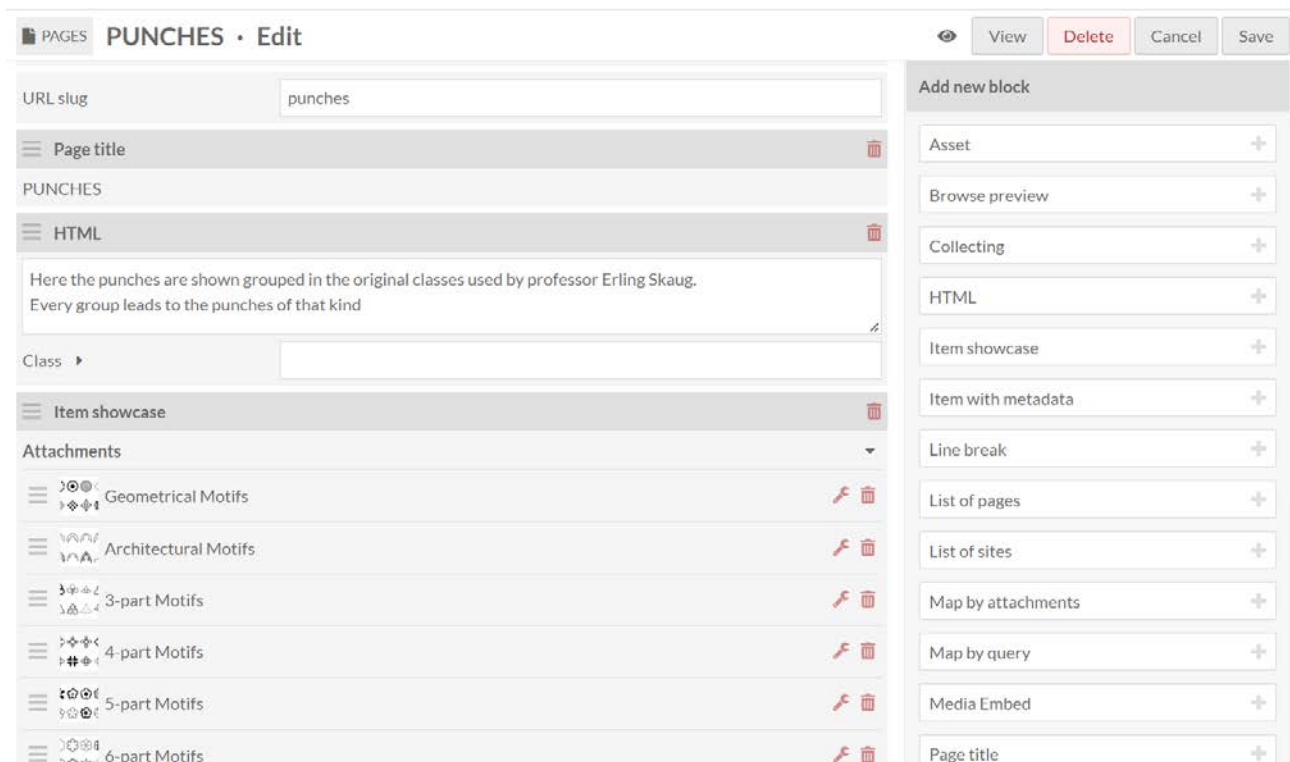 PAGES PUNCHES · Edit
View Delete Cancel Save
URL slug punches
Page title
PUNCHES
HTML
Here the punches are shown grouped in the original classes used by professor Erling Skaug.
Every group leads to the punches of that kind
Class
Item showcase
Attachments
Geometrical Motifs
Architectural Motifs
3-part Motifs
4-part Motifs
5-part Motifs
6-part Motifs
Add new block
Asset
Browse preview
Collecting
HTML
Item showcase
Item with metadata
Line break
List of pages
List of sites
Map by attachments
Map by query
Media Embed
Page title